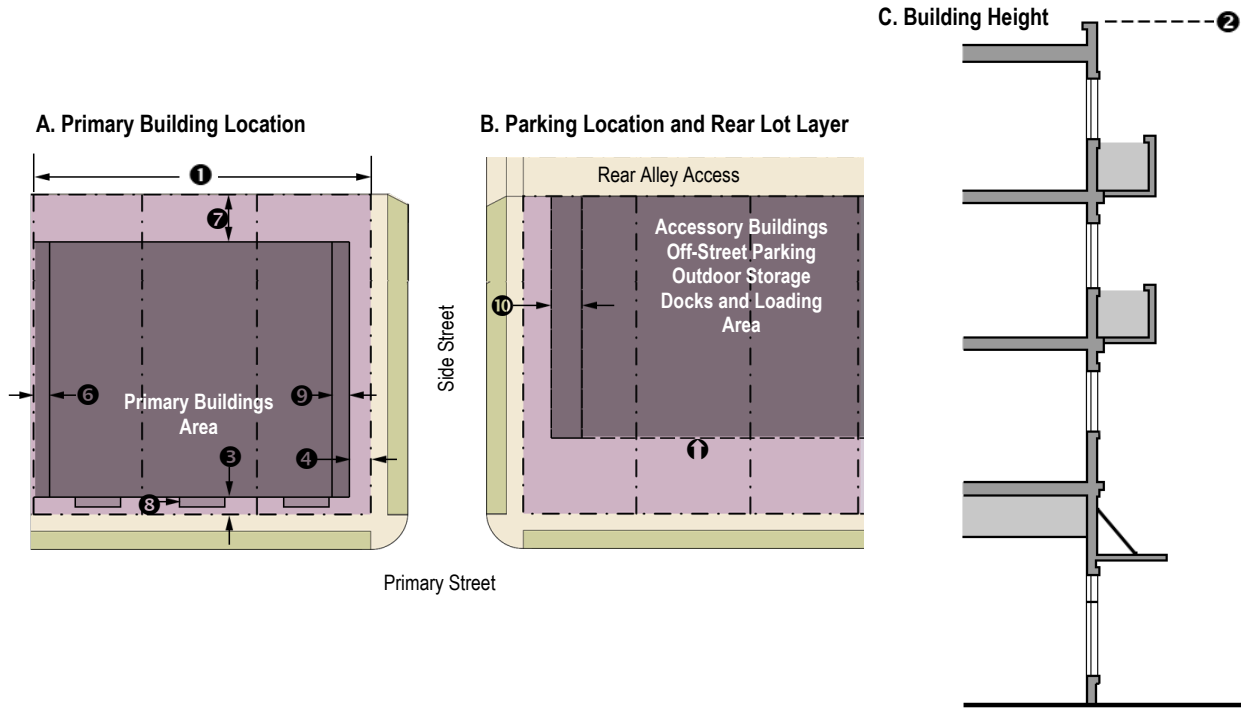 C. Building Height
❷
A. Primary Building Location
B. Parking Location and Rear Lot Layer
❶
❼
❻
Primary Buildings
Area
❾
❸
❹
❽
Rear Alley Access
Accessory Buildings
Off-Street Parking
Outdoor Storage
Docks and Loading
Area
❿
Side Street
Primary Street